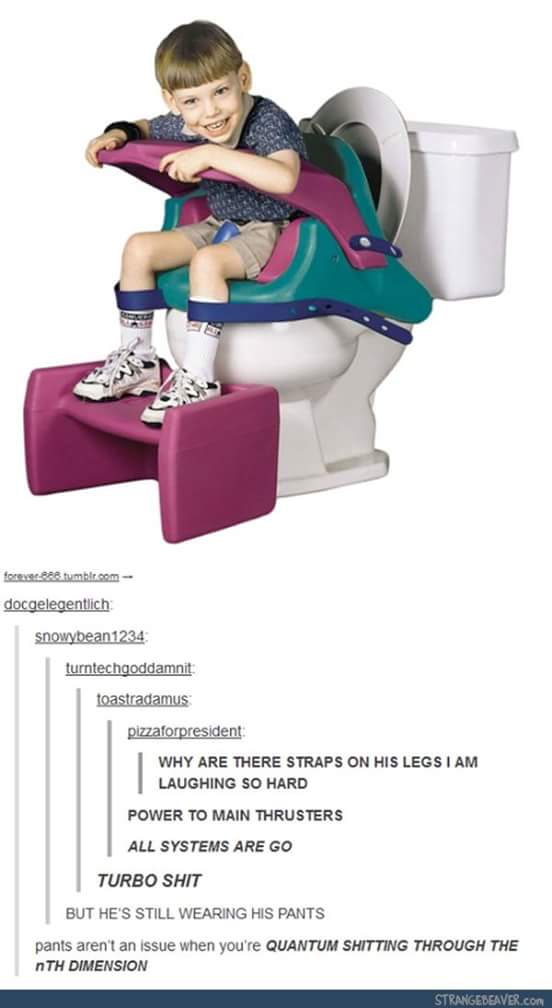 forever-666.tumblr.com →
docgelegentlich:
snowybean1234:
turntechgoddamnit:
toastradamus:
pizzaforpresident:
WHY ARE THERE STRAPS ON HIS LEGS I AM
LAUGHING SO HARD
POWER TO MAIN THRUSTERS
ALL SYSTEMS ARE GO
TURBO SHIT
BUT HE'S STILL WEARING HIS PANTS
pants aren't an issue when you're QUANTUM SHITTING THROUGH THE
nTH DIMENSION
STRANGEBEAVER.COM